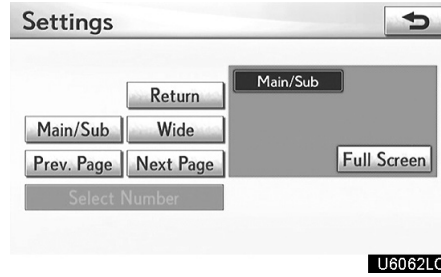 Settings
Return
Main/Sub
Main/Sub
Wide
Prev. Page
Next Page
Full Screen
Select Number
U6062LC